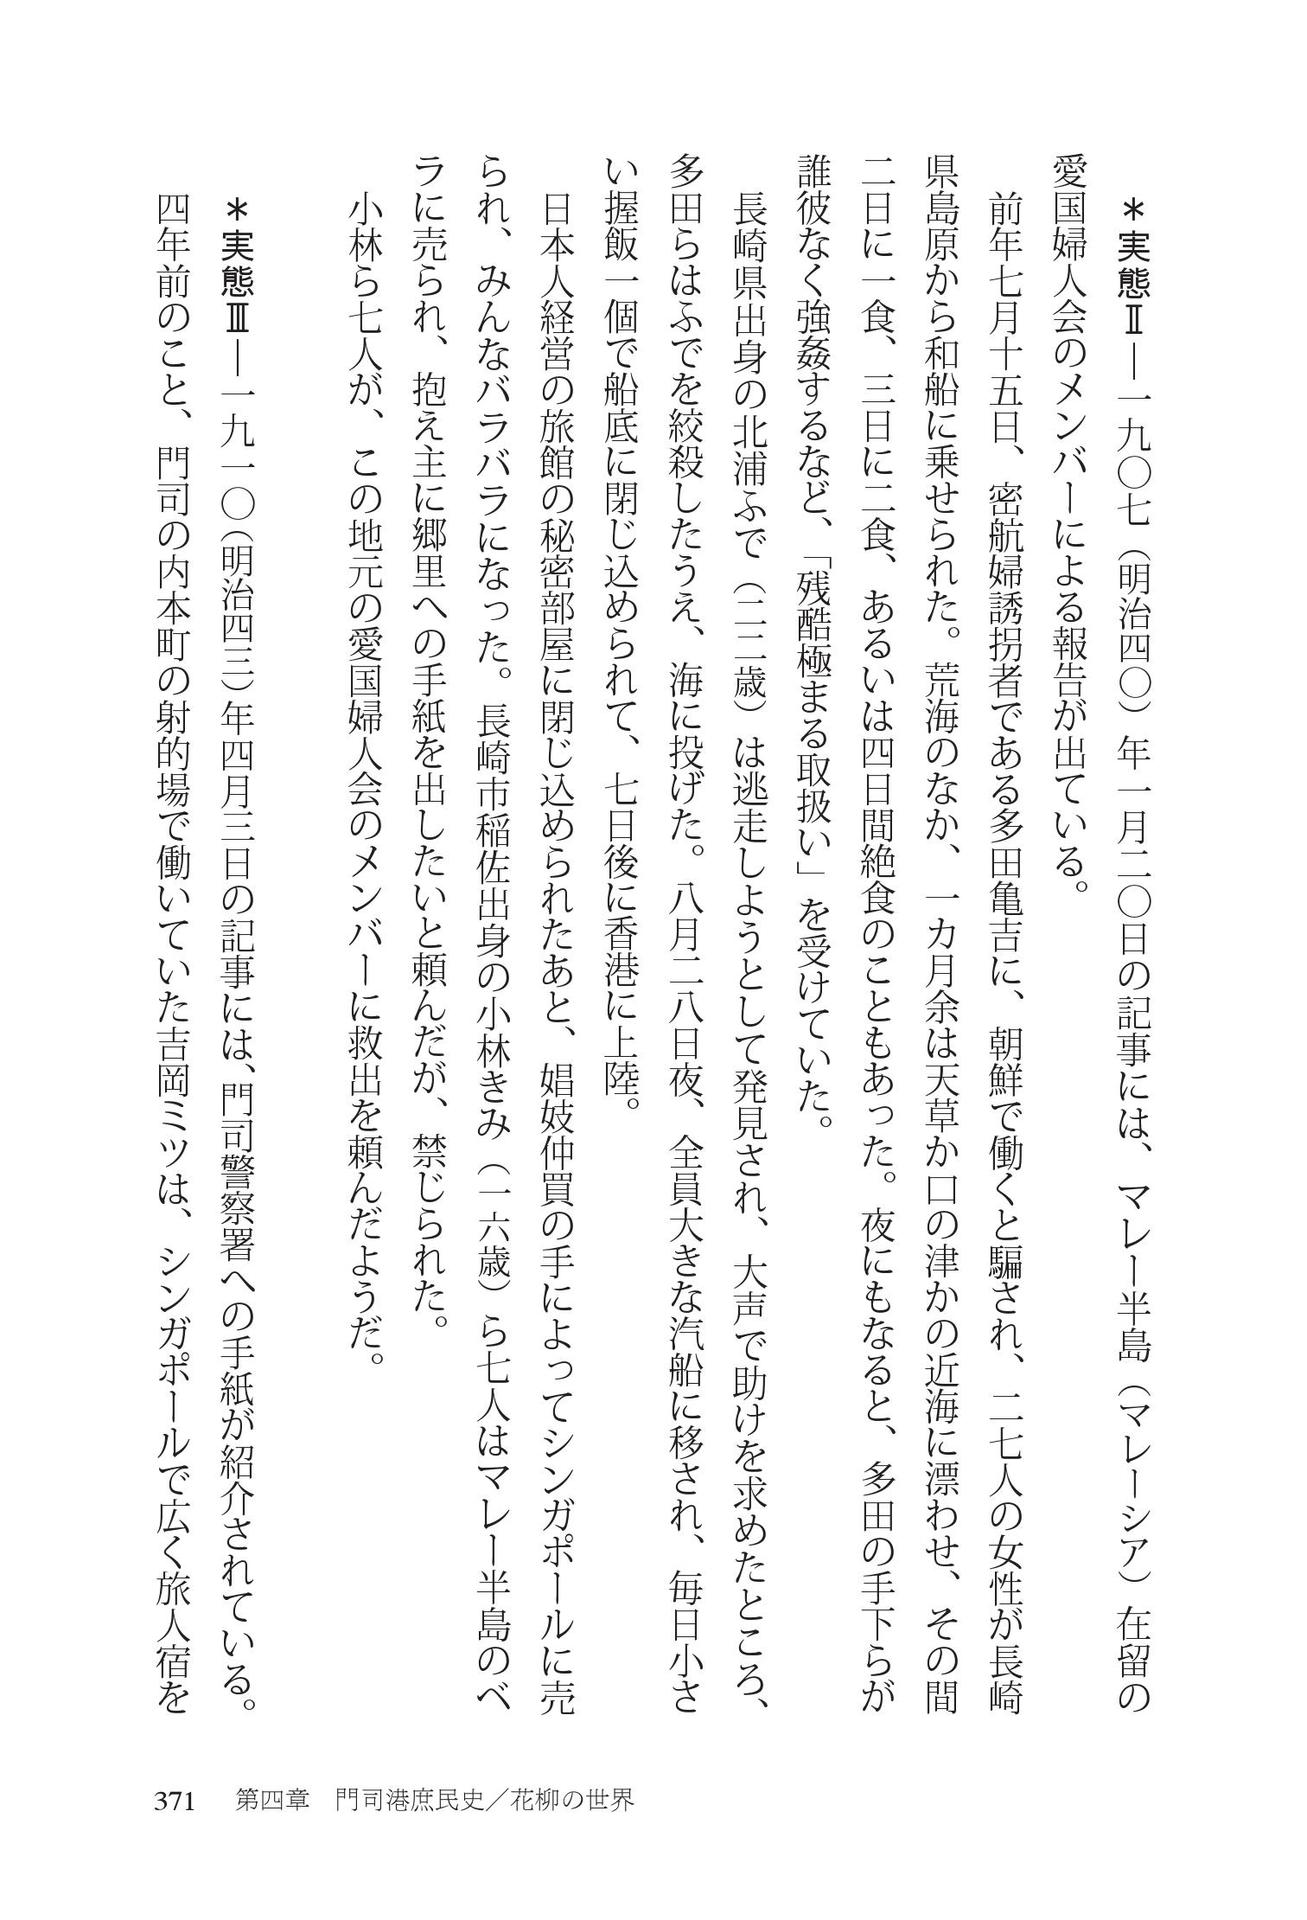 ＊実態Ⅱ―一九〇七（明治四〇）年一月二〇日の記事には、マレー半島（マレーシア）在留の
愛国婦人会のメンバーによる報告が出ている。
前年七月十五日、密航婦誘拐者である多田亀吉に、朝鮮で働くと騙され、二七人の女性が長崎
県島原から和船に乗せられた。荒海のなか、一カ月余は天草か口の津かの近海に漂わせ、その間
二日に一食、三日に二食、あるいは四日間絶食のこともあった。夜にもなると、多田の手下らが
誰彼なく強姦するなど、「残酷極まる取扱い」を受けていた。
長崎県出身の北浦ふで（二二歳）は逃走しようとして発見され、大声で助けを求めたところ、
多田らはふでを絞殺したうえ、海に投げた。八月二八日夜、全員大きな汽船に移され、毎日小さ
い握飯一個で船底に閉じ込められて、七日後に香港に上陸。
日本人経営の旅館の秘密部屋に閉じ込められたあと、娼妓仲買の手によってシンガポールに売
られ、みんなバラバラになった。長崎市稲佐出身の小林きみ（一六歳）ら七人はマレー半島のベ
ラに売られ、抱え主に郷里への手紙を出したいと頼んだが、禁じられた。
小林ら七人が、この地元の愛国婦人会のメンバーに救出を頼んだようだ。
＊実態Ⅲ―一九一〇（明治四三）年四月三日の記事には、門司警察署への手紙が紹介されている。
四年前のこと、門司の内本町の射的場で働いていた吉岡ミツは、シンガポールで広く旅人宿を
371　第四章　門司港庶民史／花柳の世界